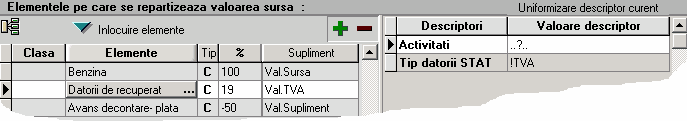 Elementele pe care se repartizeaza valoarea sursa :
Inlocuire elemente
Clasa Elemente Tip % Supliment
Benzina C 100 Val.Sursa
Datorii de recuperat ... C 19 Val.TVA
Avans decontare- plata C -50 Val.Supliment
Uniformizare descriptor curent
Descriptori Valoare descriptor
Activitati ..?..
Tip datorii STAT !TVA